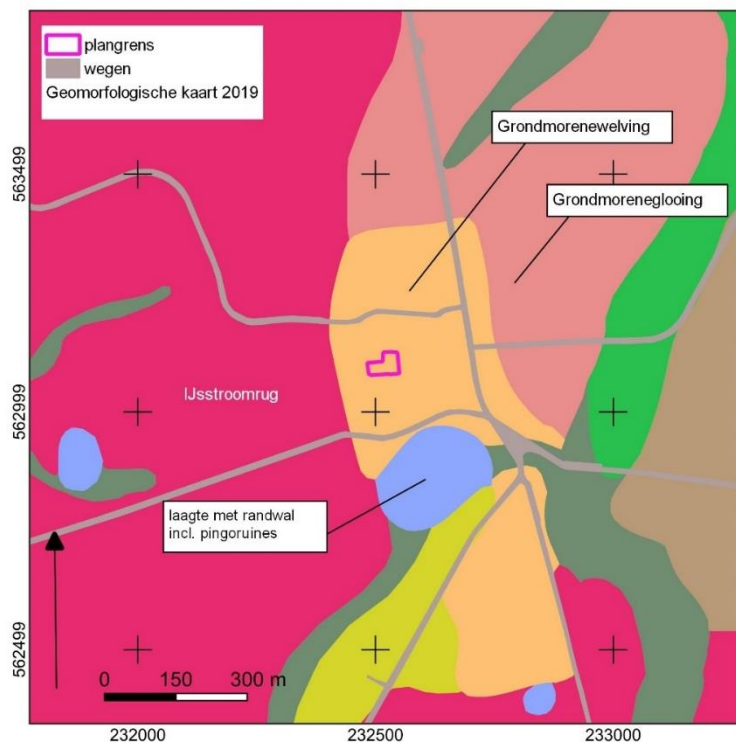 plangrens
wegen
Geomorfologische kaart 2019
Grondmorenewelving
Grondmoreneglooing
IJsstroomrug
laagte met randwal
incl. pingoruines
0 150 300 m
563499
562999
562499
232000 232500 233000